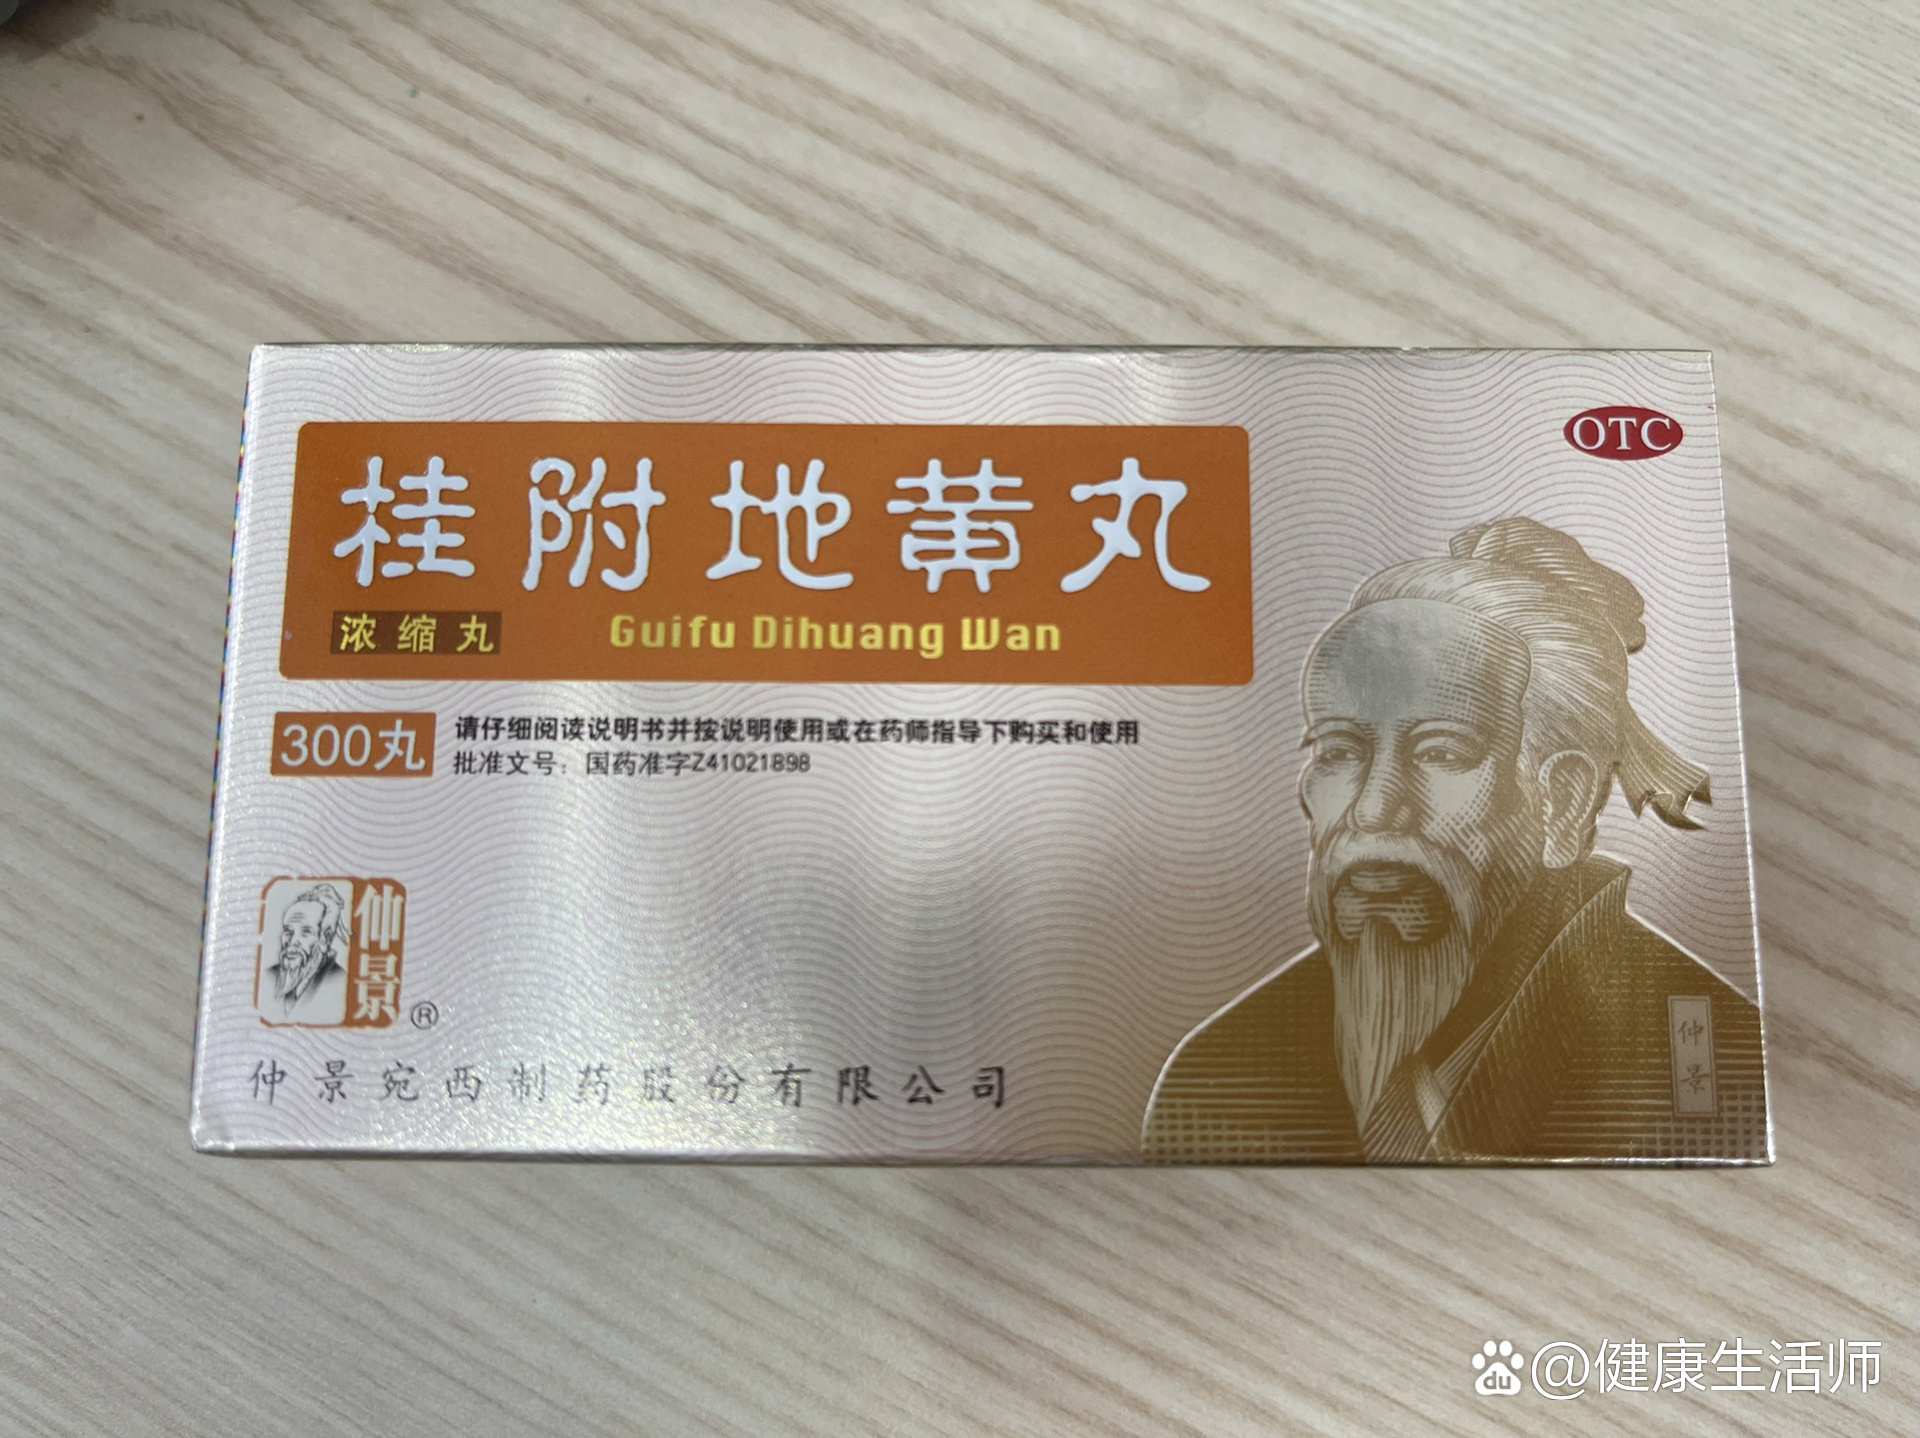 OTC
桂附地黄丸
浓缩丸
Guifu Dihuang Wan
300丸
请仔细阅读说明书并按说明使用或在药师指导下购买和使用
批准文号：国药准字Z41021898
仲景
®
仲景
仲景宛西制药股份有限公司
du @健康生活师